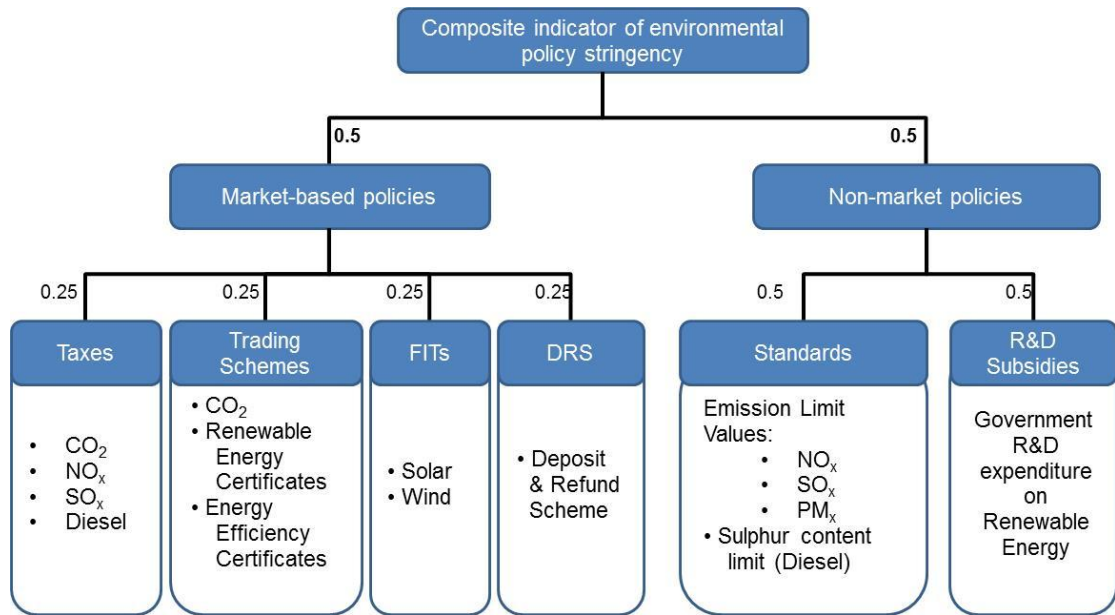 Composite indicator of environmental
policy stringency
0.5
0.5
Market-based policies
Non-market policies
0.25
0.25
0.25
0.25
0.5
0.5
Taxes
• CO₂
• NOₓ
• SOₓ
• Diesel
Trading
Schemes
• CO₂
• Renewable
Energy
Certificates
• Energy
Efficiency
Certificates
FITs
• Solar
• Wind
DRS
• Deposit
& Refund
Scheme
Standards
Emission Limit
Values:
• NOₓ
• SOₓ
• PMₓ
• Sulphur content
limit (Diesel)
R&D
Subsidies
Government
R&D
expenditure
on
Renewable
Energy